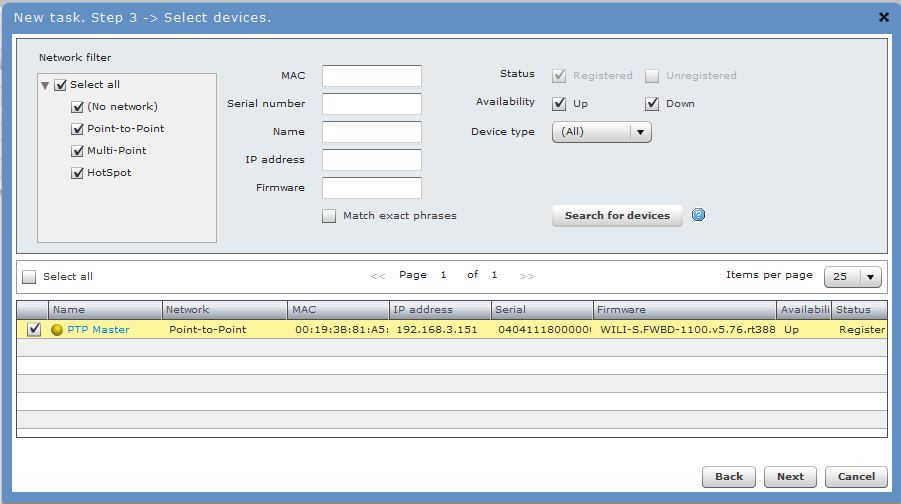 New task. Step 3 -> Select devices.
Network filter
Select all
(No network)
Point-to-Point
Multi-Point
HotSpot
MAC
Serial number
Name
IP address
Firmware
Match exact phrases
Status Registered Unregistered
Availability Up Down
Device type (All)
Search for devices
Select all << Page 1 of 1 >> Items per page 25
Name Network MAC IP address Serial Firmware Availabili Status
PTP Master Point-to-Point 00:19:3B:81:A5: 192.168.3.151 04041118000000 WILI-S.FWBD-1100.v5.76.rt388 Up Register
Back Next Cancel